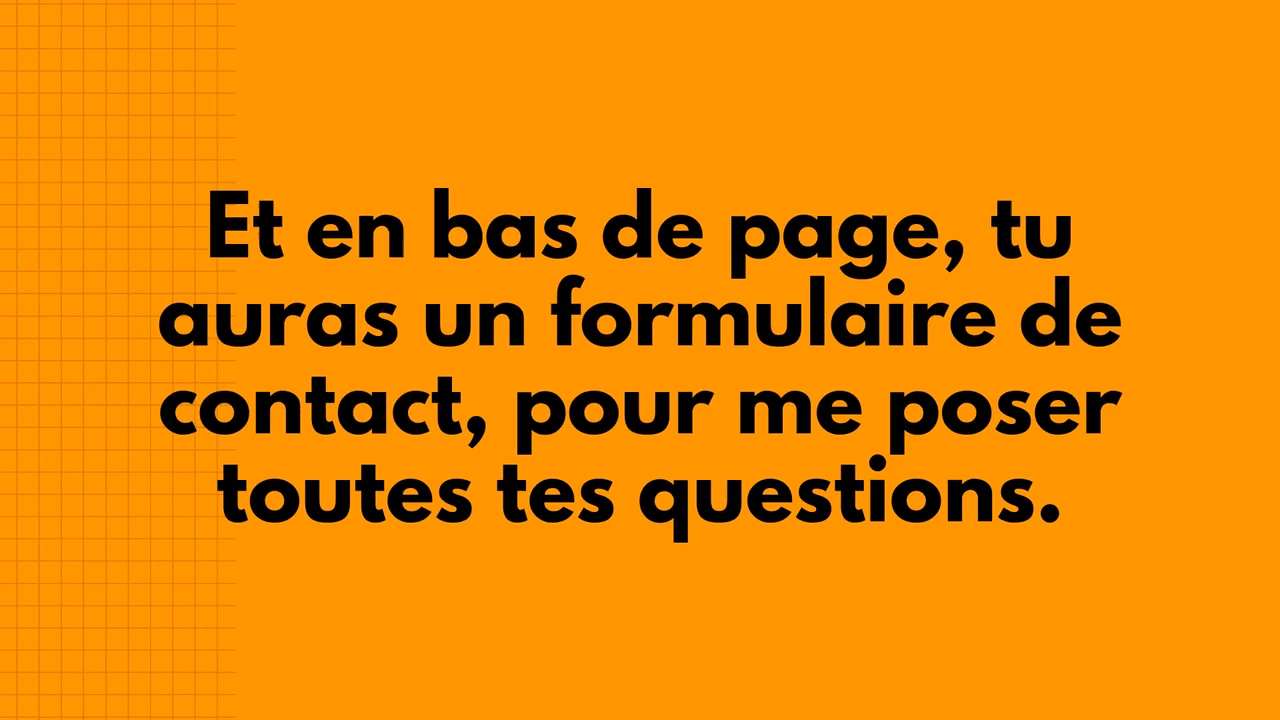 Et en bas de page, tu
auras un formulaire de
contact, pour me poser
toutes tes questions.